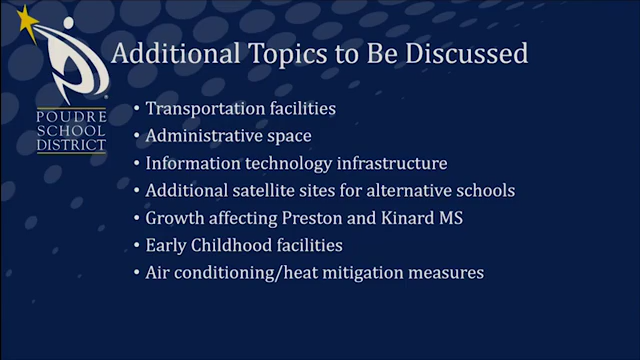 Additional Topics to Be Discussed
POUDRE
SCHOOL
DISTRICT
• Transportation facilities
• Administrative space
• Information technology infrastructure
• Additional satellite sites for alternative schools
• Growth affecting Preston and Kinard MS
• Early Childhood facilities
• Air conditioning/heat mitigation measures